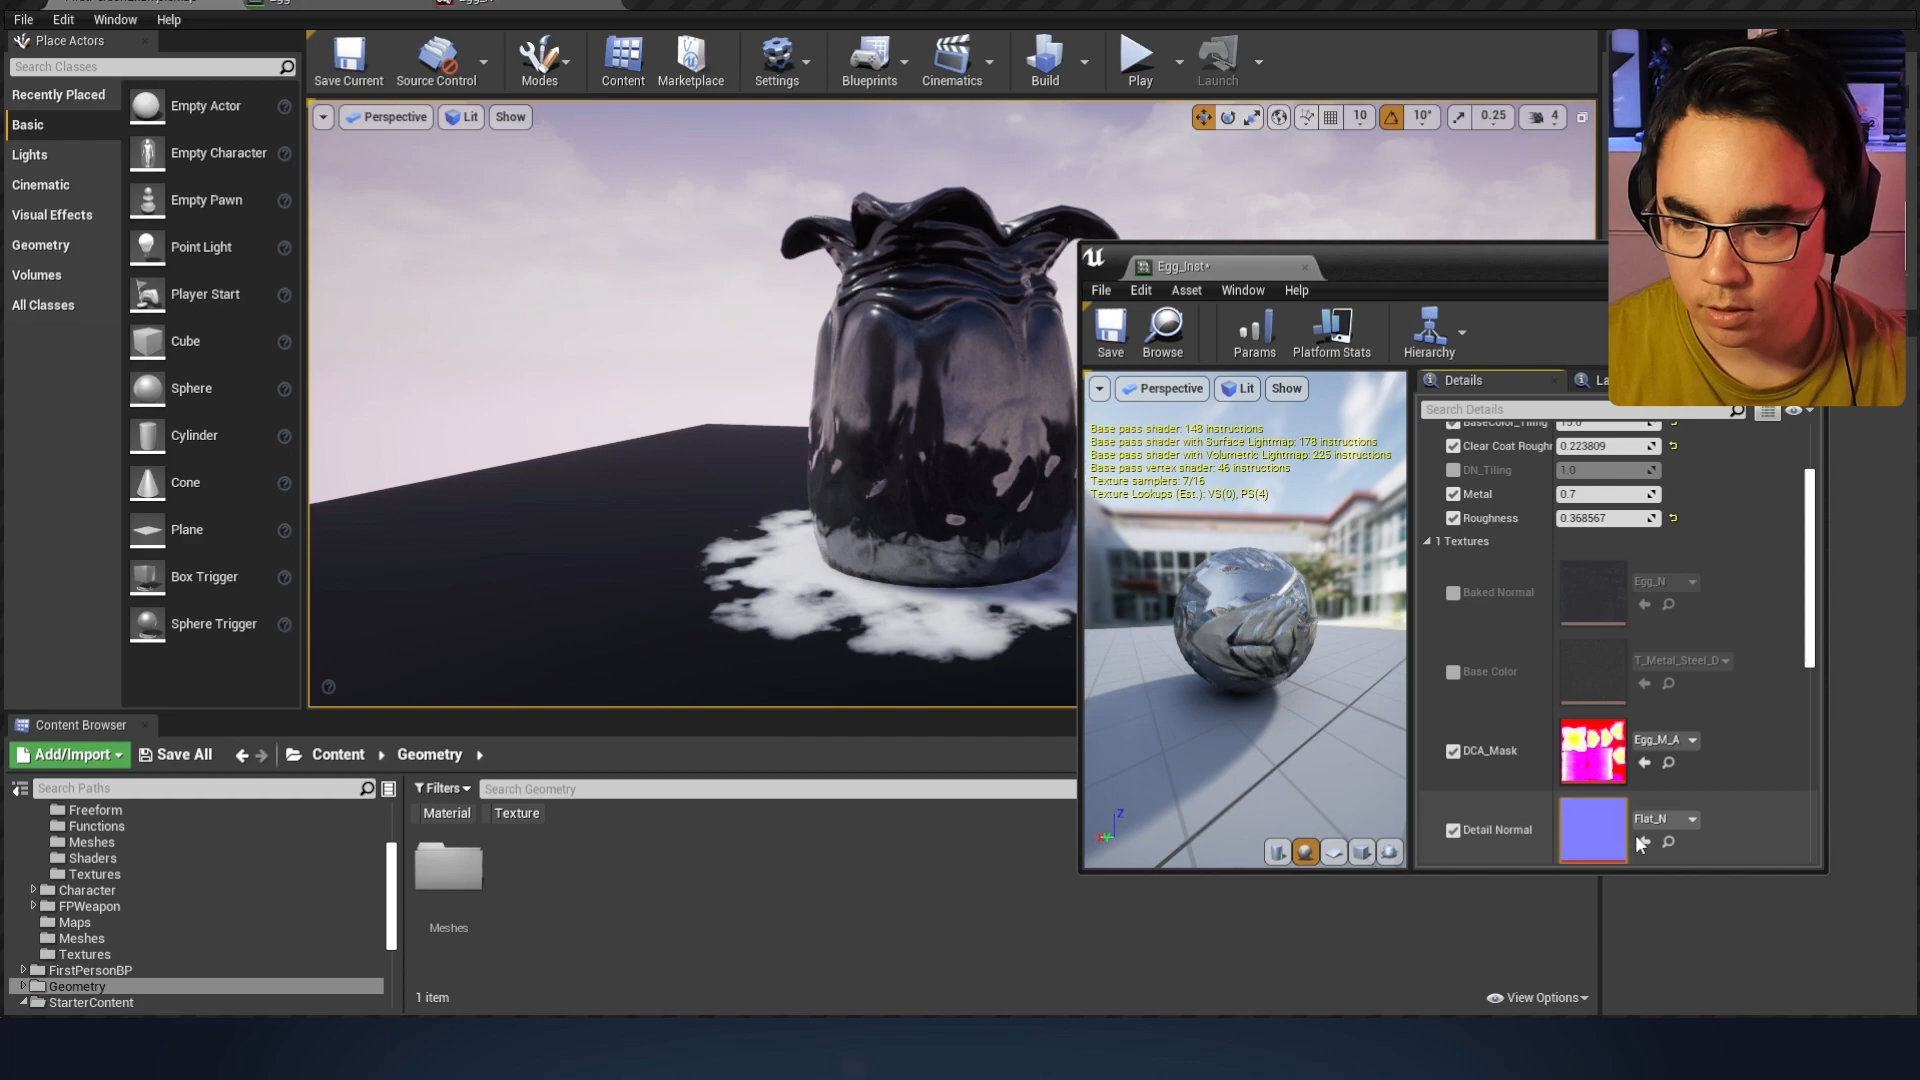 File Edit Window Help
Place Actors
Search Classes
Recently Placed
Basic
Lights
Cinematic
Visual Effects
Geometry
Volumes
All Classes
Empty Actor
Empty Character
Empty Pawn
Point Light
Player Start
Cube
Sphere
Cylinder
Cone
Plane
Box Trigger
Sphere Trigger
Save Current
Source Control
Modes
Content
Marketplace
Settings
Blueprints
Cinematics
Build
Play
Launch
Perspective
Lit
Show
10
10°
0.25
4
Egg_Inst*
File Edit Asset Window Help
Save
Browse
Params
Platform Stats
Hierarchy
Perspective
Lit
Show
Base pass shader: 148 instructions
Base pass shader with Surface Lightmap: 178 instructions
Base pass shader with Volumetric Lightmap: 225 instructions
Base pass vertex shader: 46 instructions
Texture samplers: 7/16
Texture Lookups (Est.): VS(0), PS(4)
Z
Details
La
Search Details
BaseColor_Tiling 15.0
Clear Coat Roughr 0.223809
DN_Tiling 1.0
Metal 0.7
Roughness 0.368567
1 Textures
Baked Normal
Egg_N
Base Color
T_Metal_Steel_D
DCA_Mask
Egg_M_A
Detail Normal
Flat_N
Content Browser
Add/Import
Save All
Content
Geometry
Search Paths
Freeform
Functions
Meshes
Shaders
Textures
Character
FPWeapon
Maps
Meshes
Textures
FirstPersonBP
Geometry
StarterContent
Filters
Search Geometry
Material
Texture
Meshes
1 item
View Options